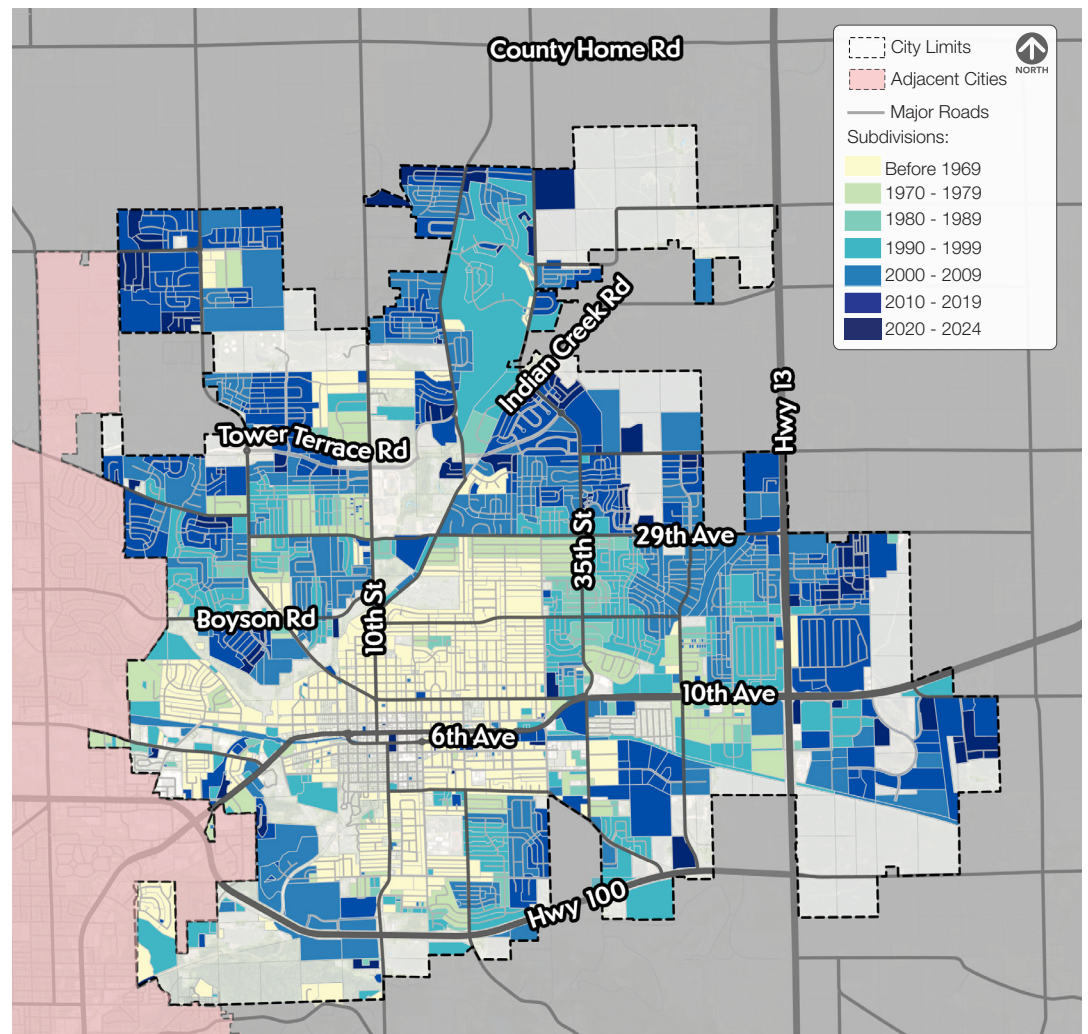 County Home Rd
City Limits
NORTH
Adjacent Cities
Major Roads
Subdivisions:
Before 1969
1970 - 1979
1980 - 1989
1990 - 1999
2000 - 2009
2010 - 2019
2020 - 2024
Indian Creek Rd
Hwy 13
Tower Terrace Rd
29th Ave
35th St
10th St
Boyson Rd
10th Ave
6th Ave
Hwy 100